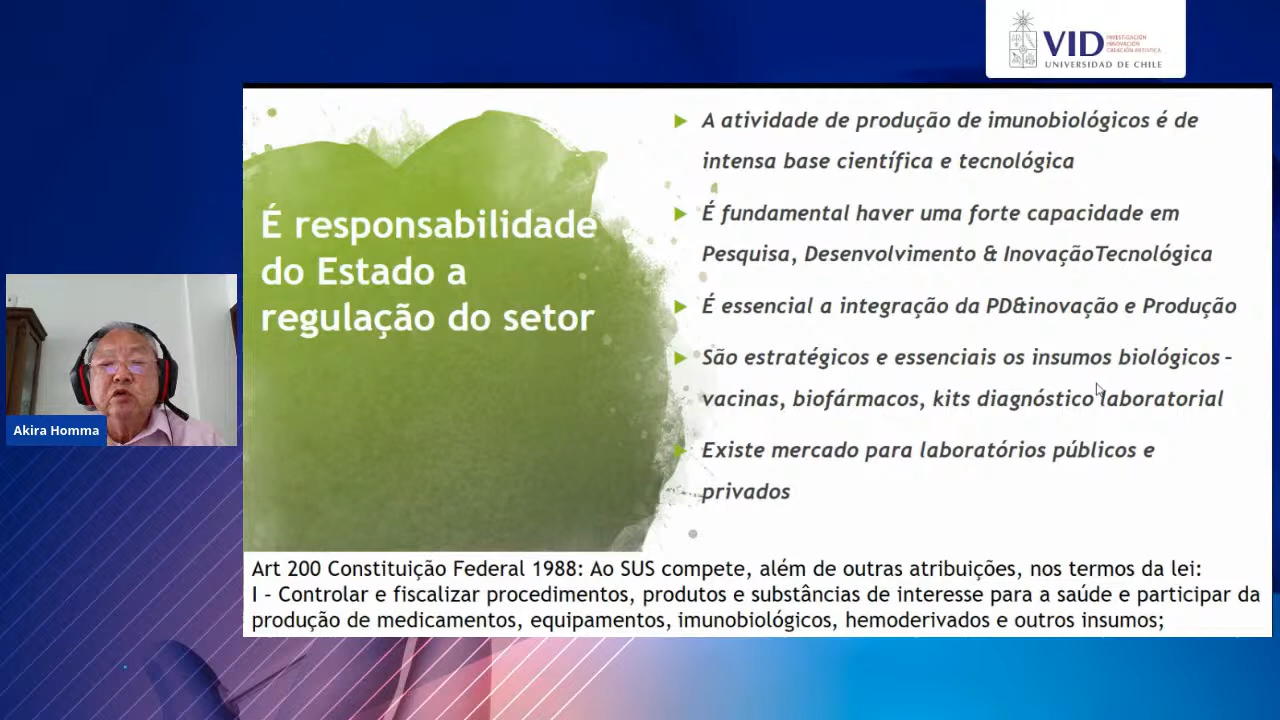 VID
INVESTIGACIÓN
INNOVACIÓN
CREACIÓN ARTÍSTICA
UNIVERSIDAD DE CHILE
É responsabilidade
do Estado a
regulação do setor
A atividade de produção de imunobiológicos é de
intensa base científica e tecnológica
É fundamental haver uma forte capacidade em
Pesquisa, Desenvolvimento & InovaçãoTecnológica
É essencial a integração da PD&inovação e Produção
São estratégicos e essenciais os insumos biológicos –
vacinas, biofármacos, kits diagnóstico laboratorial
Existe mercado para laboratórios públicos e
privados
Akira Homma
Art 200 Constituição Federal 1988: Ao SUS compete, além de outras atribuições, nos termos da lei:
I - Controlar e fiscalizar procedimentos, produtos e substâncias de interesse para a saúde e participar da
produção de medicamentos, equipamentos, imunobiológicos, hemoderivados e outros insumos;